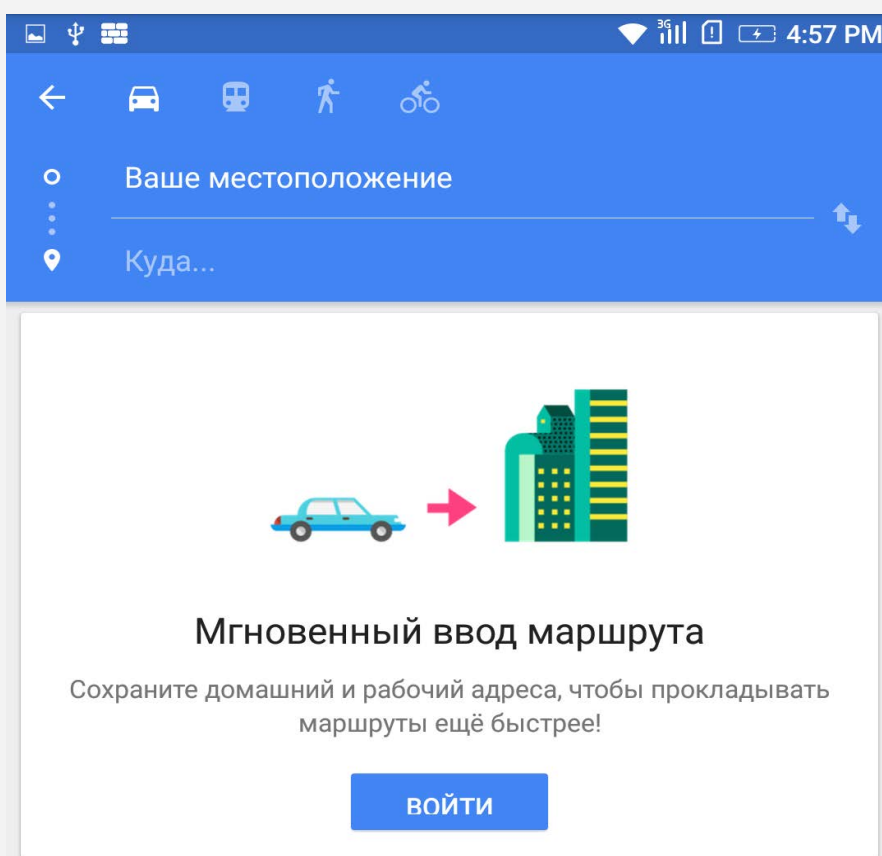 3G 4:57 PM
Ваше местоположение
Куда...
Мгновенный ввод маршрута
Сохраните домашний и рабочий адреса, чтобы прокладывать
маршруты ещё быстрее!
ВОЙТИ